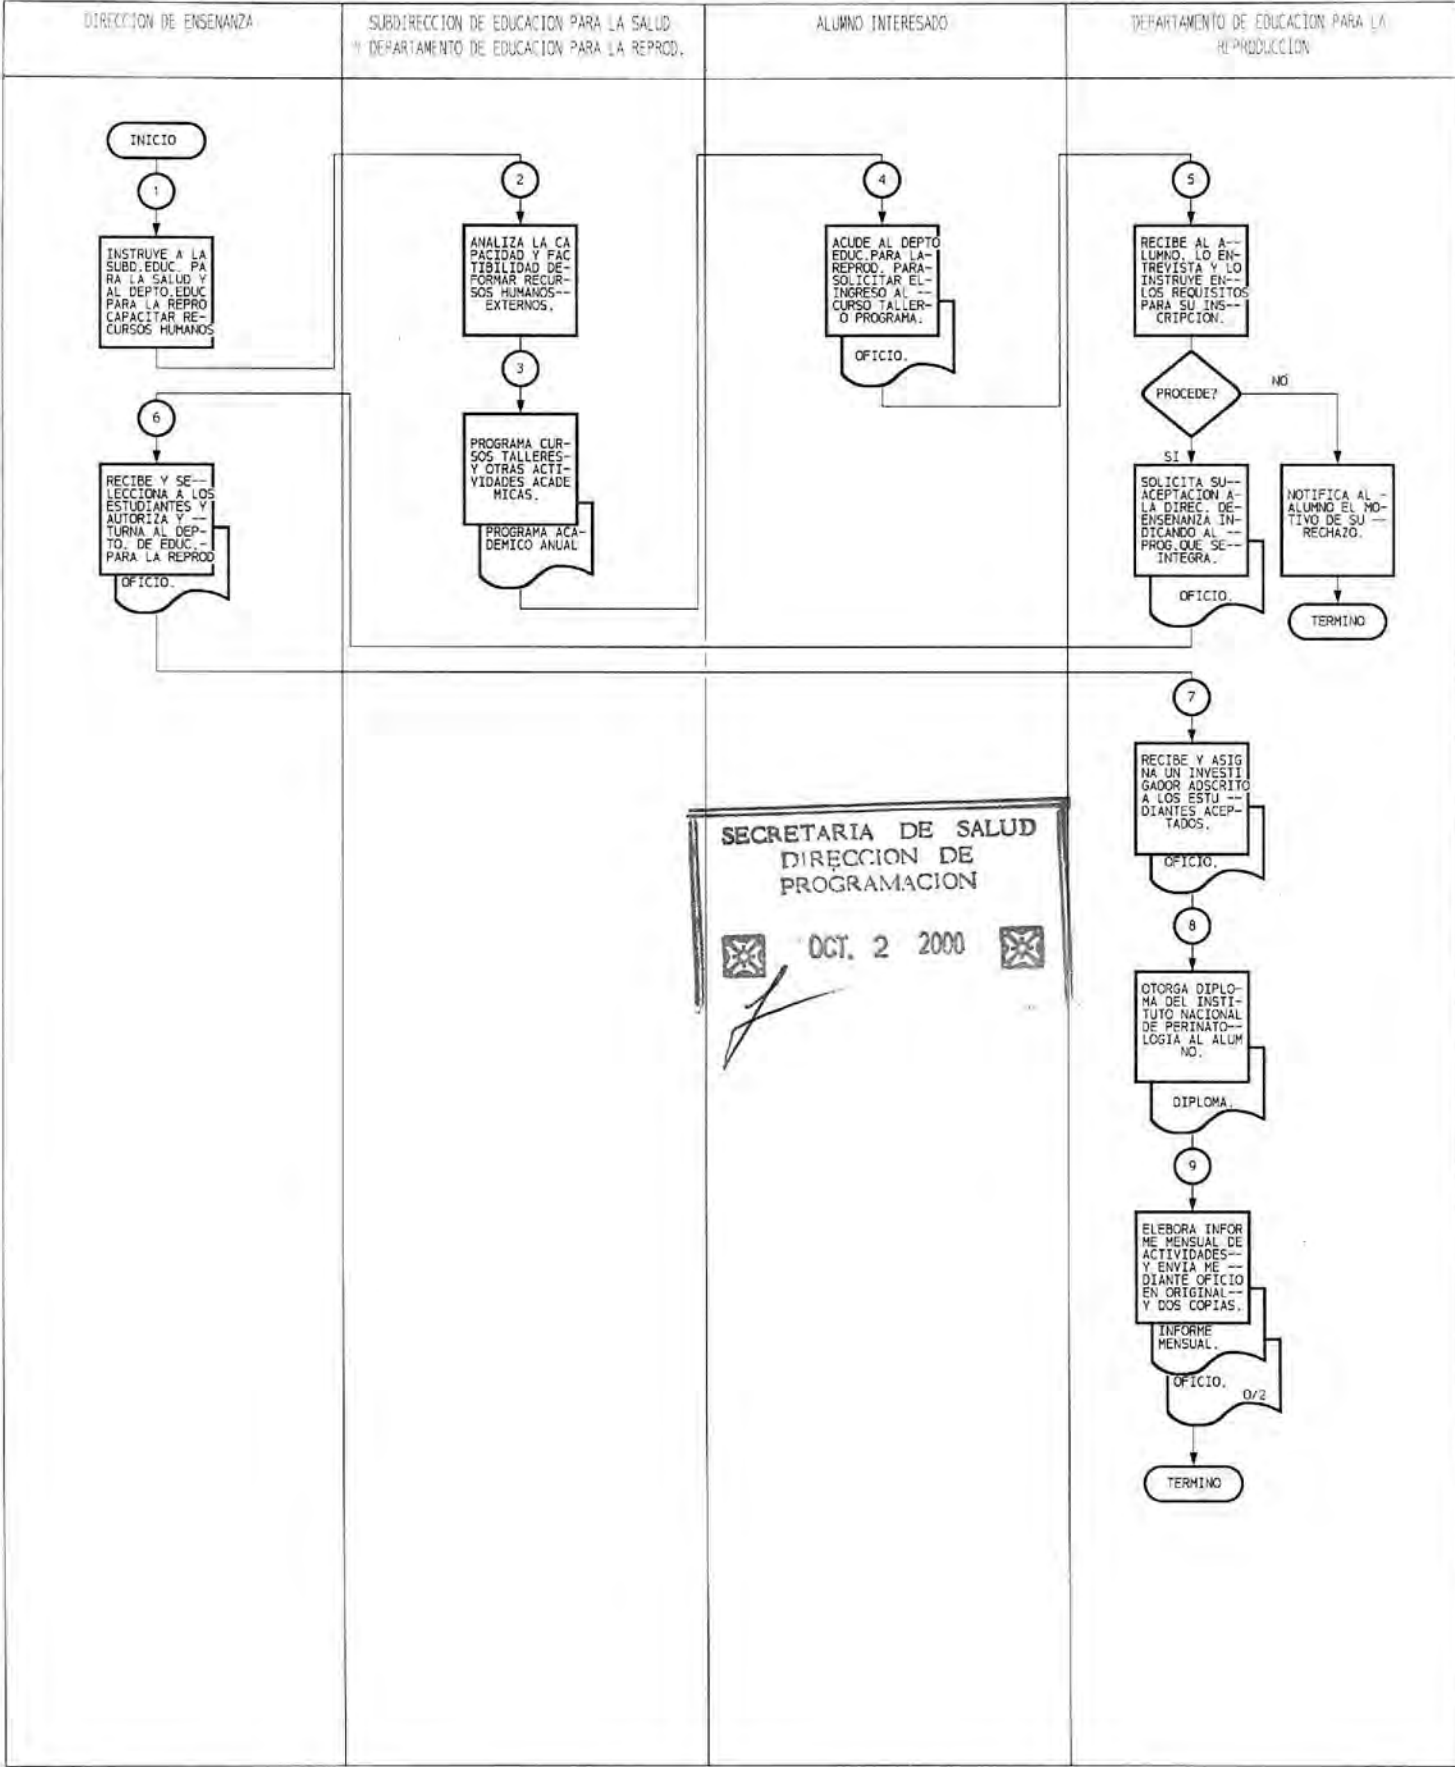 DIRECCION DE ENSENANZA
SUBDIRECCION DE EDUCACION PARA LA SALUD
Y DEPARTAMENTO DE EDUCACION PARA LA REPROD.
ALUMNO INTERESADO
DEPARTAMENTO DE EDUCACION PARA LA
REPRODUCCION
INICIO
1
INSTRUYE A LA
SUBD.EDUC. PA
RA LA SALUD Y
AL DEPTO.EDUC
PARA LA REPRO
CAPACITAR RE-
CURSOS HUMANOS
2
ANALIZA LA CA
PACIDAD Y FAC
TIBILIDAD DE-
FORMAR RECUR-
SOS HUMANOS--
EXTERNOS.
3
PROGRAMA CUR-
SOS TALLERES-
Y OTRAS ACTI-
VIDADES ACADE
MICAS.
PROGRAMA ACA-
DEMICO ANUAL
4
ACUDE AL DEPTO
EDUC.PARA LA-
REPROD. PARA-
SOLICITAR EL-
INGRESO AL --
CURSO TALLER-
O PROGRAMA.
OFICIO.
5
RECIBE AL A--
LUMNO, LO EN-
TREVISTA Y LO
INSTRUYE EN--
LOS REQUISITOS
PARA SU INS--
CRIPCION.
PROCEDE?
NO
SI
SOLICITA SU--
ACEPTACION A-
LA DIREC. DE-
ENSENANZA IN-
DICANDO AL --
PROG.QUE SE--
INTEGRA.
OFICIO.
NOTIFICA AL -
ALUMNO EL MO-
TIVO DE SU --
RECHAZO.
TERMINO
6
RECIBE Y SE--
LECCIONA A LOS
ESTUDIANTES Y
AUTORIZA Y --
TURNA AL DEP-
TO. DE EDUC.-
PARA LA REPROD
OFICIO.
7
RECIBE Y ASIG
NA UN INVESTI
GADOR ADSCRITO
A LOS ESTU --
DIANTES ACEP-
TADOS.
OFICIO.
SECRETARIA DE SALUD
DIRECCION DE
PROGRAMACION
OCT. 2 2000
8
OTORGA DIPLO-
MA DEL INSTI-
TUTO NACIONAL
DE PERINATO--
LOGIA AL ALUM
NO.
DIPLOMA.
9
ELEBORA INFOR
ME MENSUAL DE
ACTIVIDADES--
Y ENVIA ME --
DIANTE OFICIO
EN ORIGINAL--
Y DOS COPIAS.
INFORME
MENSUAL.
OFICIO.
0/2
TERMINO